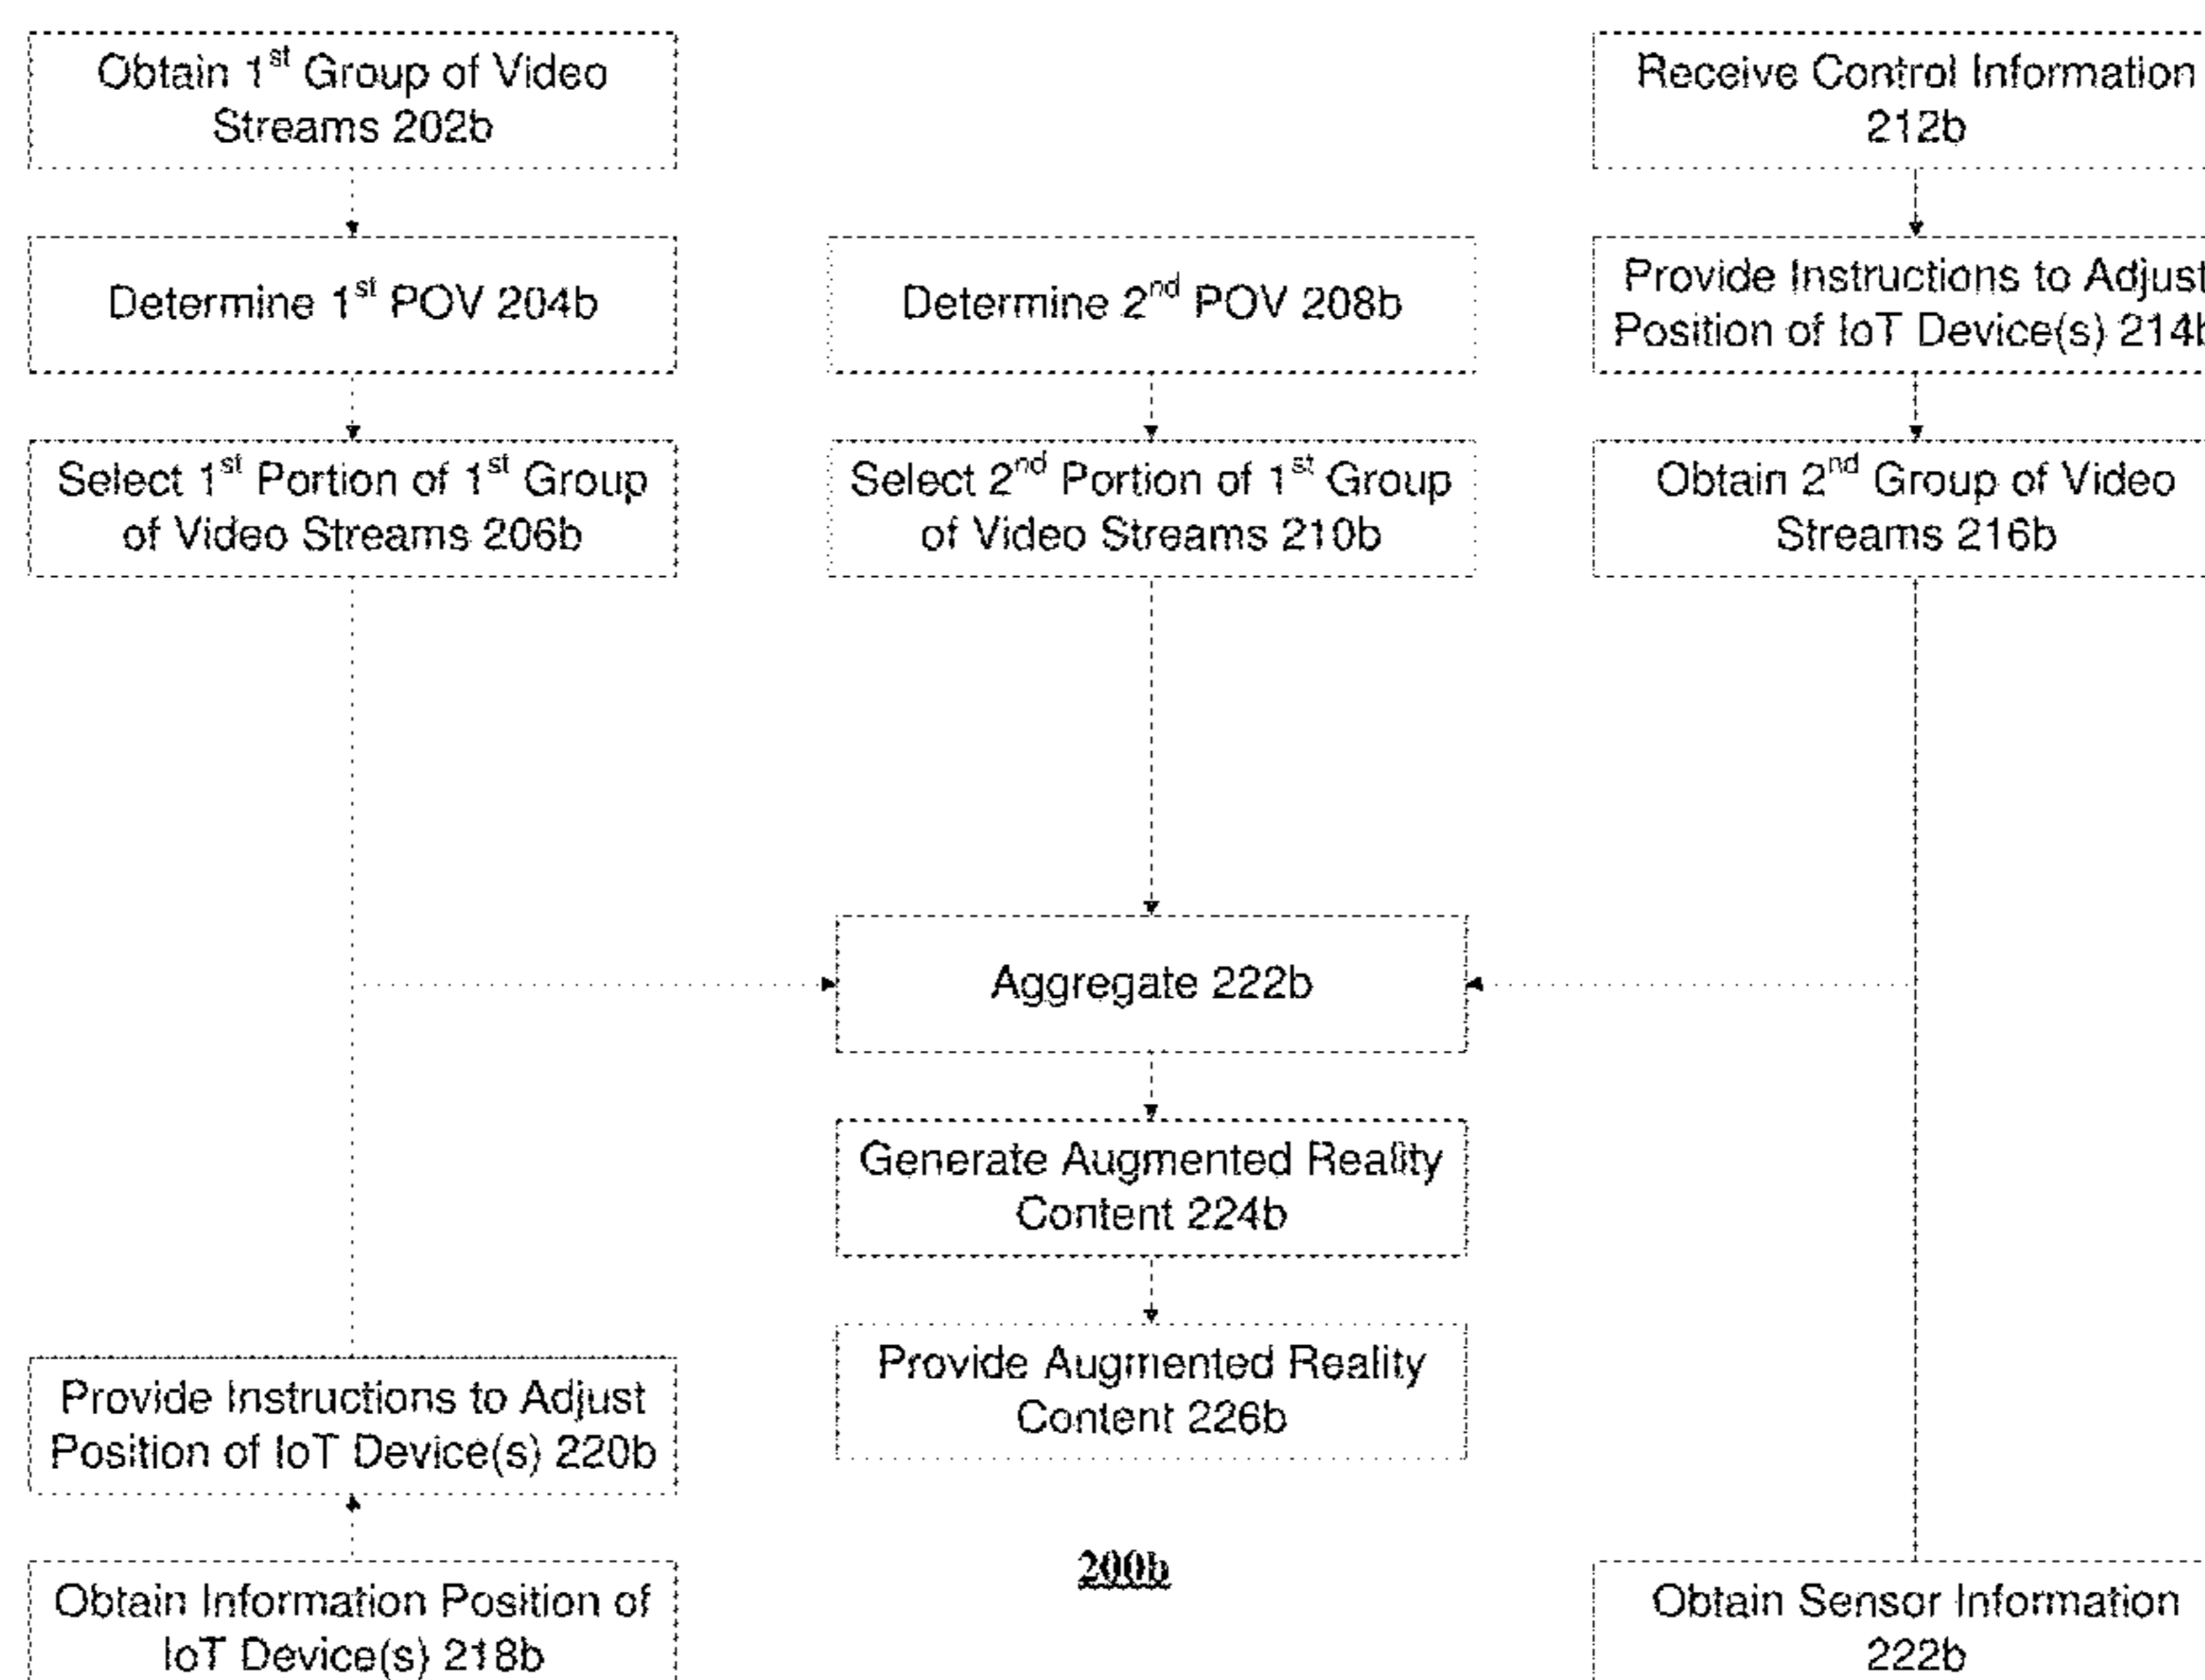 Obtain 1st Group of Video
Streams 202b
Determine 1st POV 204b
Select 1st Portion of 1st Group
of Video Streams 206b
Determine 2nd POV 208b
Select 2nd Portion of 1st Group
of Video Streams 210b
Receive Control Information
212b
Provide Instructions to Adjust
Position of IoT Device(s) 214b
Obtain 2nd Group of Video
Streams 216b
Aggregate 222b
Generate Augmented Reality
Content 224b
Provide Augmented Reality
Content 226b
Provide Instructions to Adjust
Position of IoT Device(s) 220b
Obtain Information Position of
IoT Device(s) 218b
200b
Obtain Sensor Information
222b